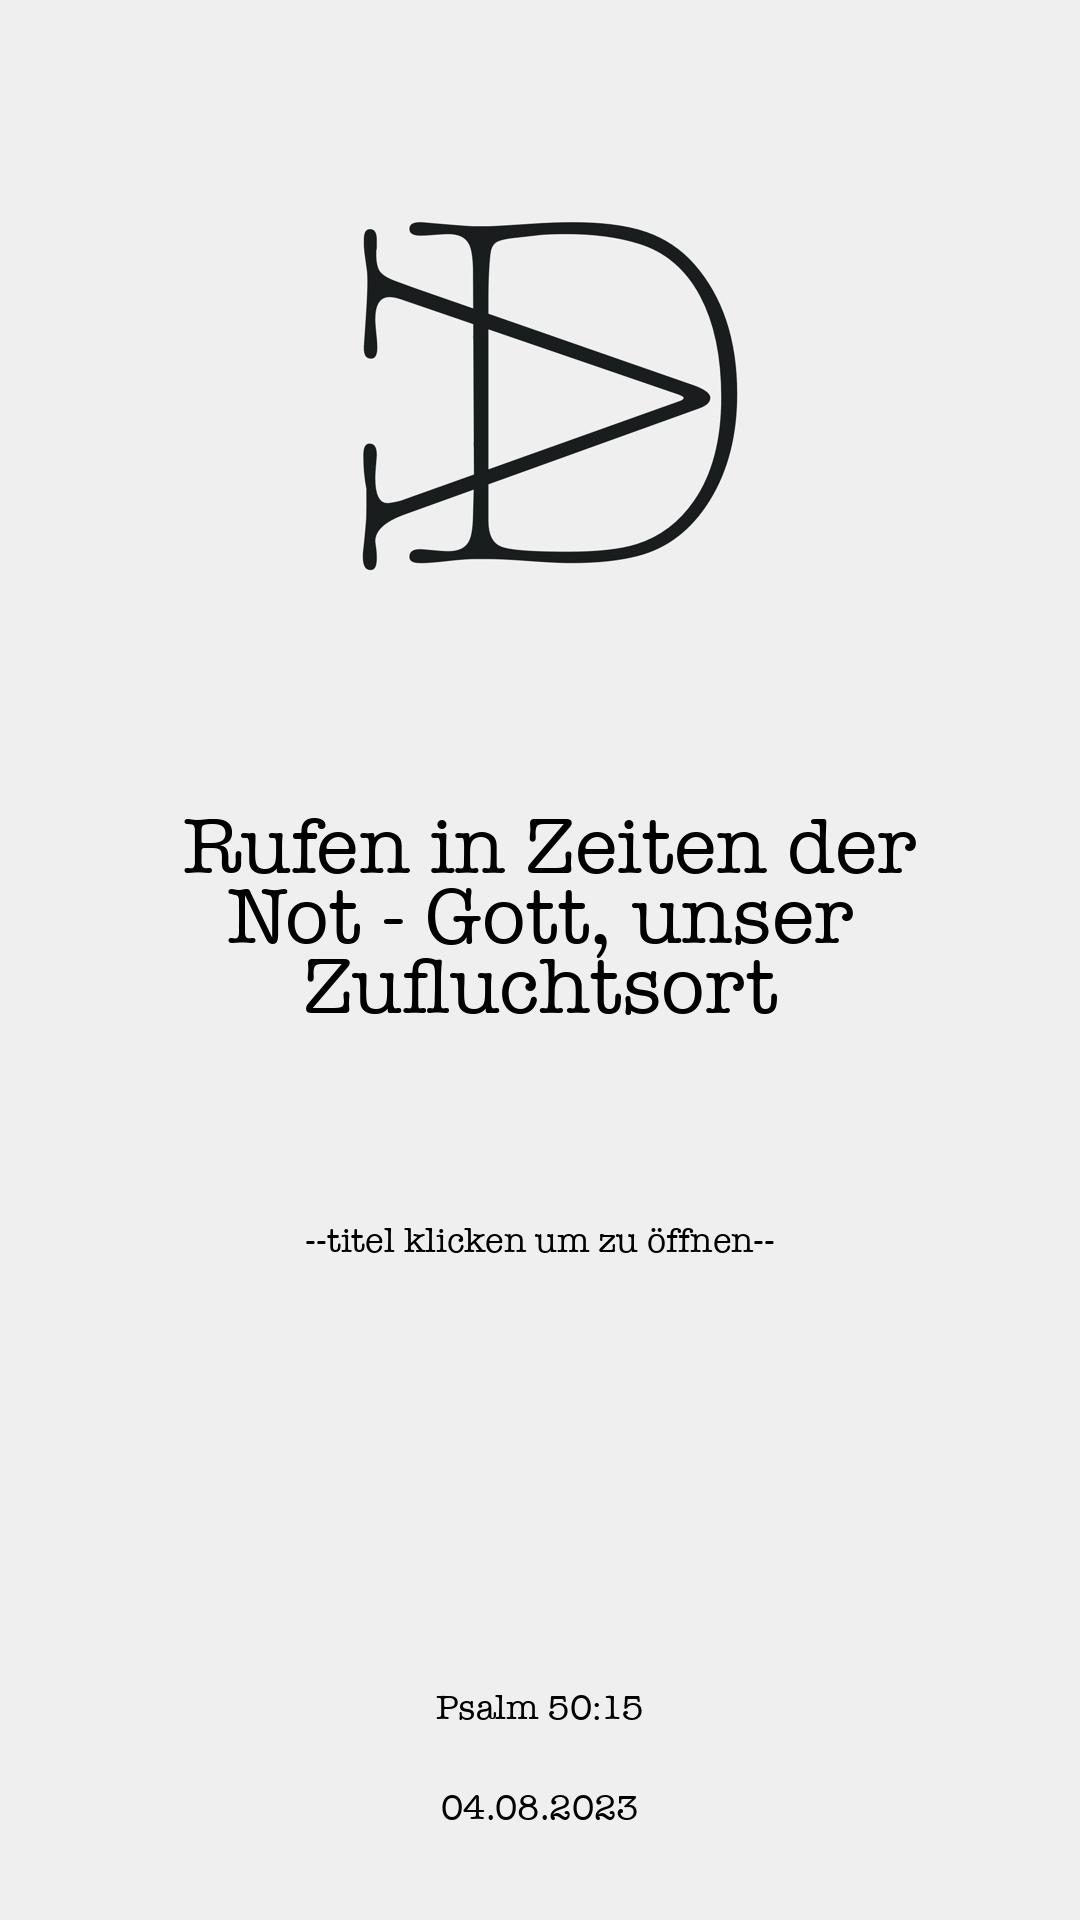 Rufen in Zeiten der
Not - Gott, unser
Zufluchtsort
--titel klicken um zu öffnen--
Psalm 50:15
04.08.2023